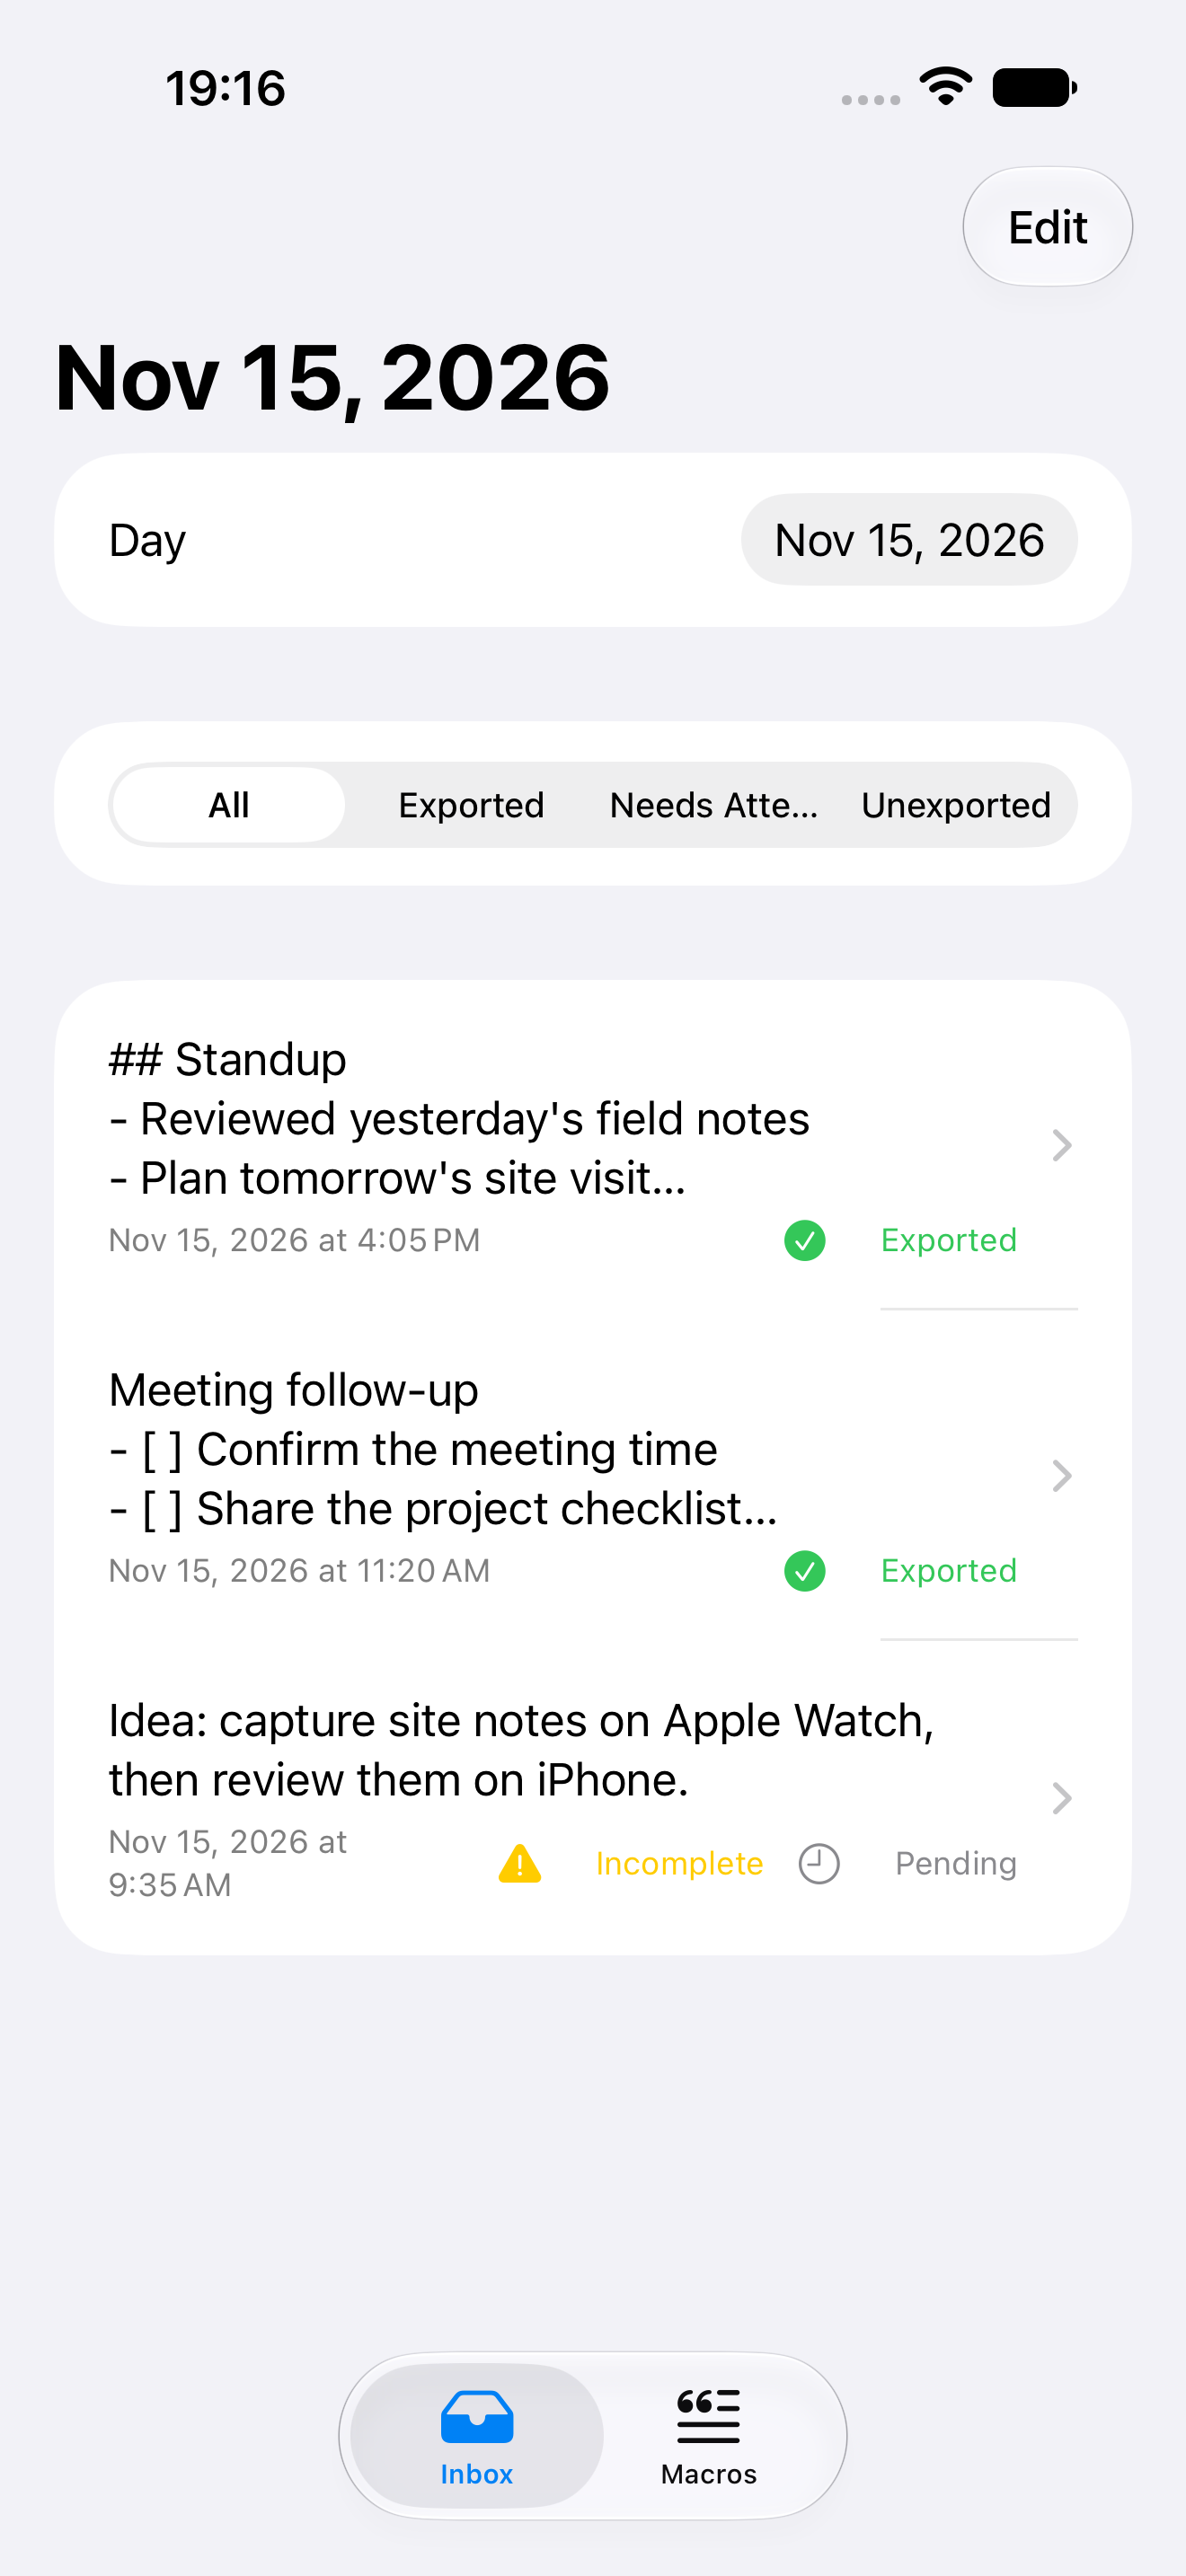 19:16
Edit
Nov 15, 2026
Day
Nov 15, 2026
All
Exported
Needs Atte...
Unexported
## Standup
- Reviewed yesterday's field notes
- Plan tomorrow's site visit...
Nov 15, 2026 at 4:05 PM
Exported
Meeting follow-up
- [ ] Confirm the meeting time
- [ ] Share the project checklist...
Nov 15, 2026 at 11:20 AM
Exported
Idea: capture site notes on Apple Watch,
then review them on iPhone.
Nov 15, 2026 at
9:35 AM
Incomplete
Pending
Inbox
Macros